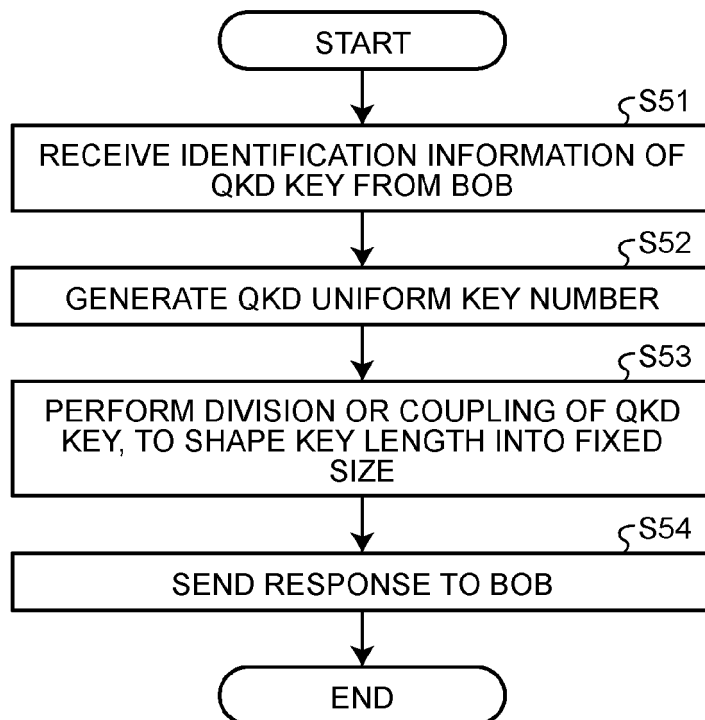 START
S51
RECEIVE IDENTIFICATION INFORMATION OF
QKD KEY FROM BOB
S52
GENERATE QKD UNIFORM KEY NUMBER
S53
PERFORM DIVISION OR COUPLING OF QKD
KEY, TO SHAPE KEY LENGTH INTO FIXED
SIZE
S54
SEND RESPONSE TO BOB
END